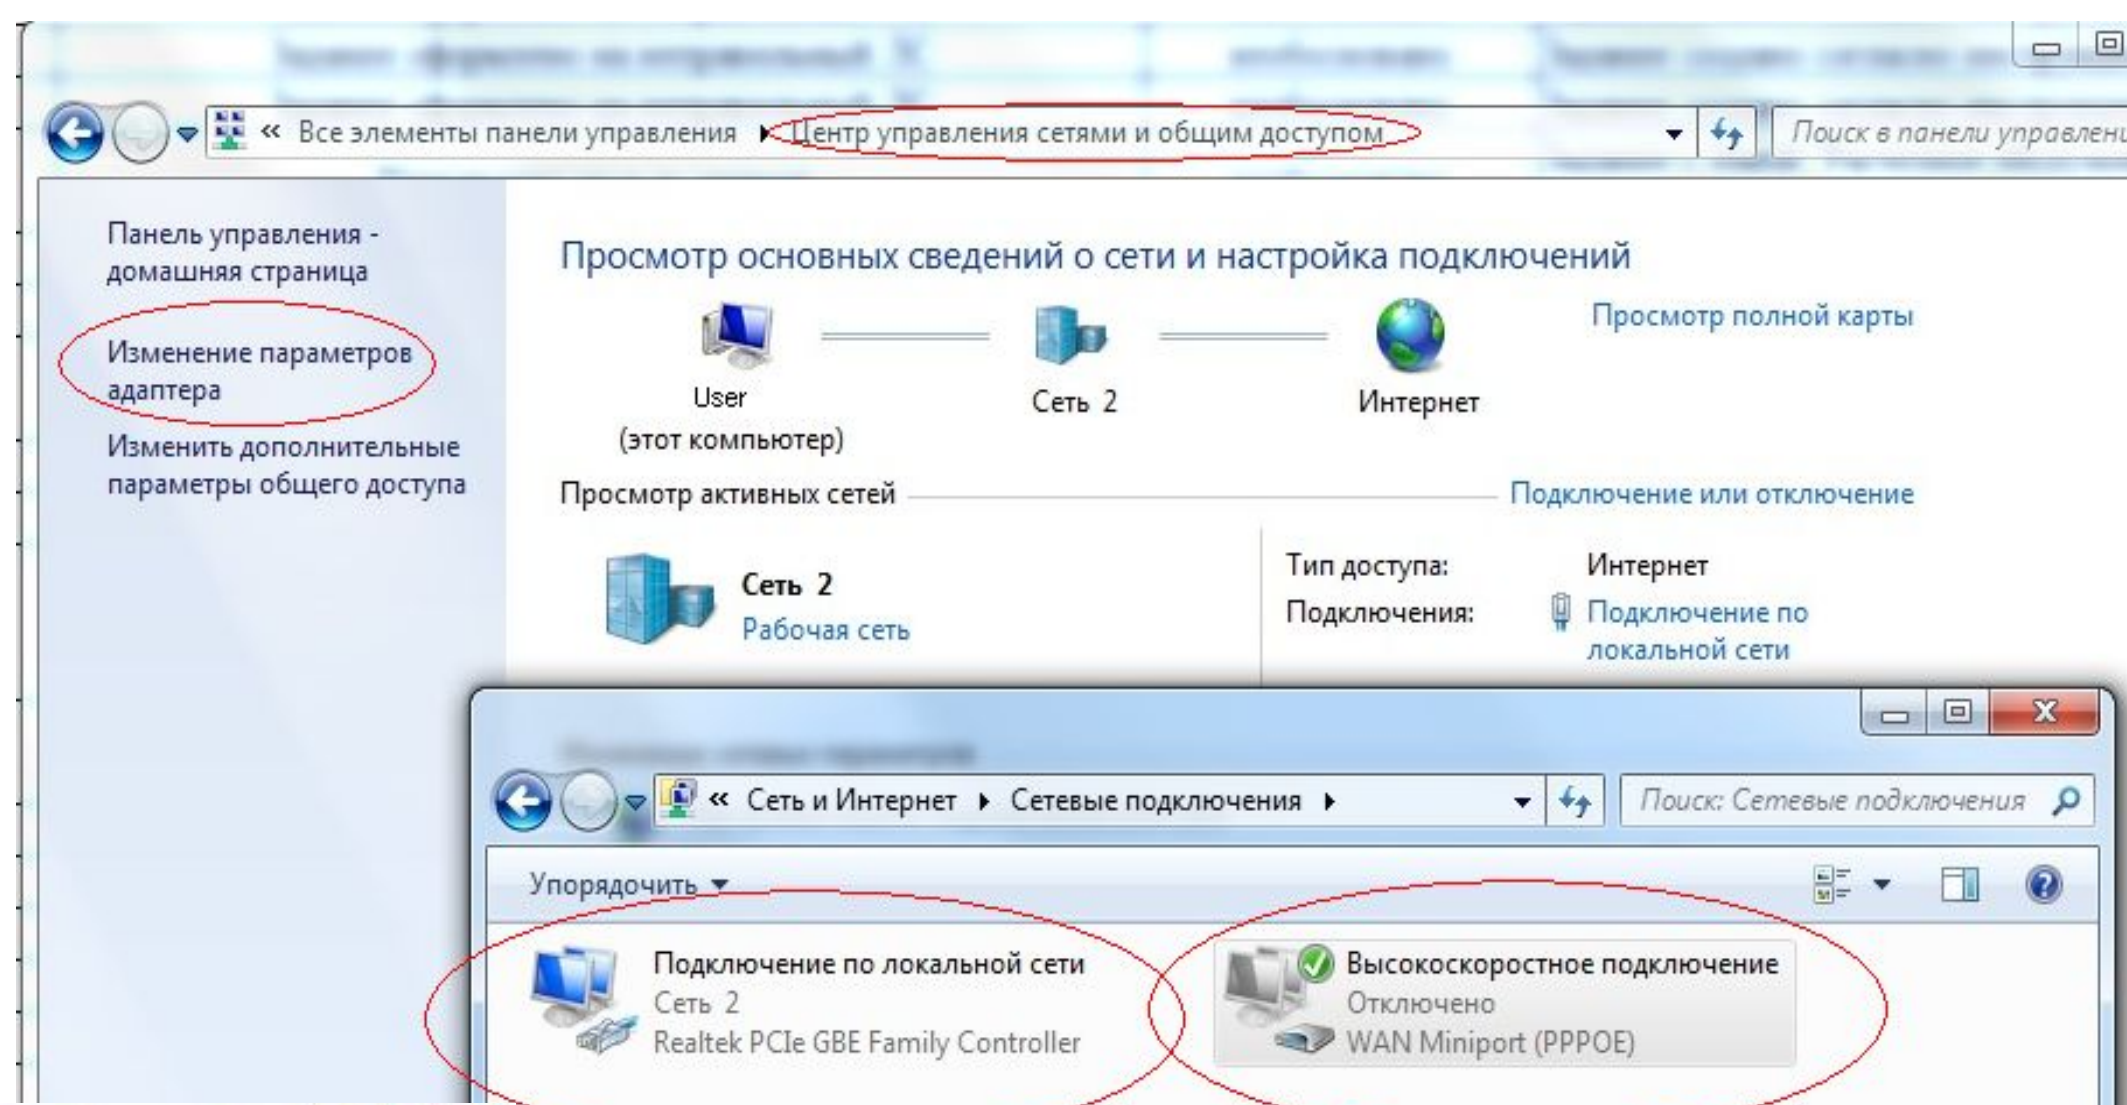 « Все элементы панели управления ▸ Центр управления сетями и общим доступом
Поиск в панели
Панель управления -
домашняя страница
Изменение параметров
адаптера
Изменить дополнительные
параметры общего доступа
Просмотр основных сведений о сети и настройка подключений
Просмотр полной карты
User
(этот компьютер)
Сеть 2
Интернет
Просмотр активных сетей
Подключение или отключение
Сеть 2
Рабочая сеть
Тип доступа: Интернет
Подключения: Подключение по
локальной сети
« Сеть и Интернет ▸ Сетевые подключения ▸
Поиск: Сетевые подключения
Упорядочить
Подключение по локальной сети
Сеть 2
Realtek PCIe GBE Family Controller
Высокоскоростное подключение
Отключено
WAN Miniport (PPPOE)